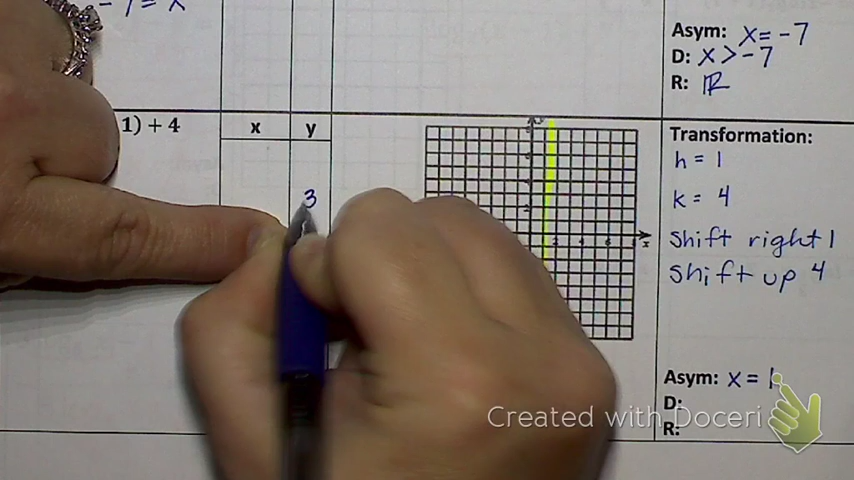 - 7 = x
Asym: x = -7
D: x > -7
R: ℝ
1) + 4
x y
3
Transformation:
h = 1
k = 4
shift right 1
shift up 4
Asym: x = 1
D:
R:
Created with Doceri